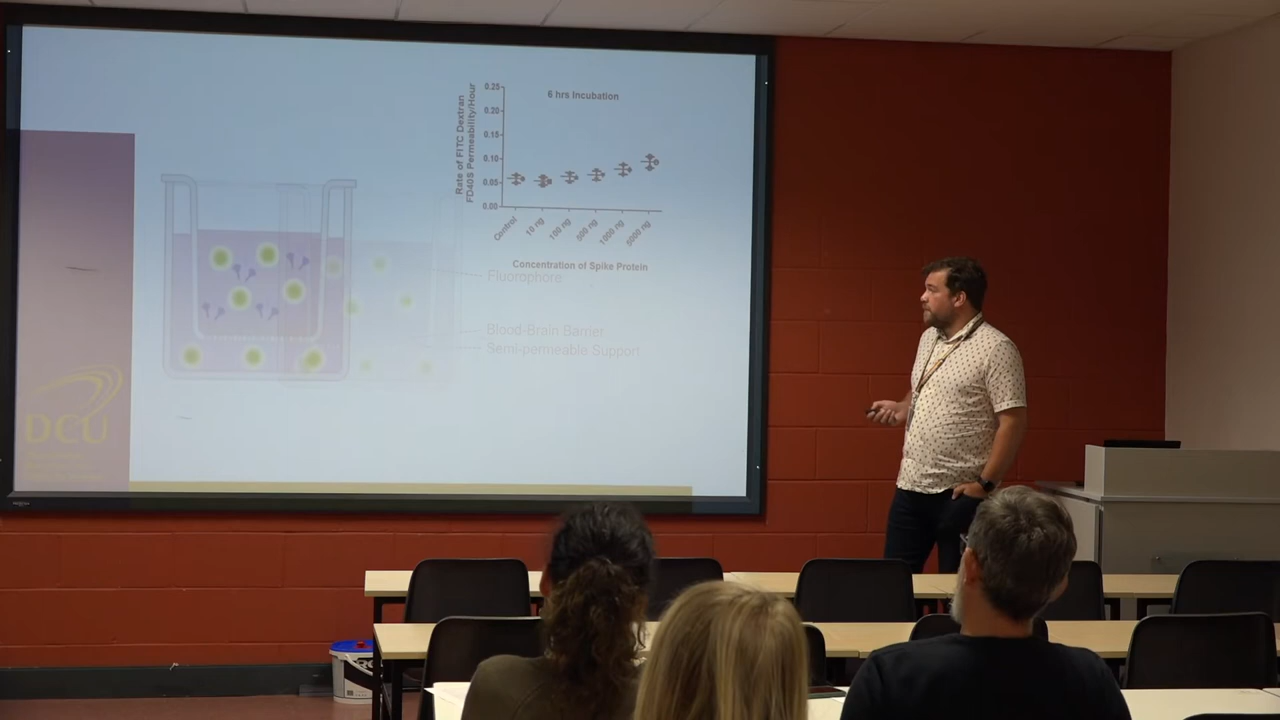 6 hrs Incubation
Rate of FITC Dextran
FD40S Permeability/Hour
0.25
0.20
0.15
0.10
0.05
0.00
Control
10 ng
100 ng
500 ng
1000 ng
5000 ng
Concentration of Spike Protein
Fluorophore
Blood-Brain Barrier
Semi-permeable Support
DCU